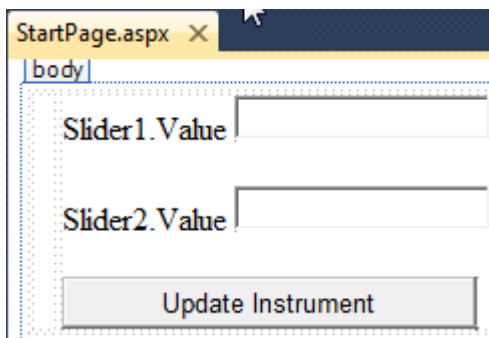 StartPage.aspx
body
Slider1.Value
Slider2.Value
Update Instrument